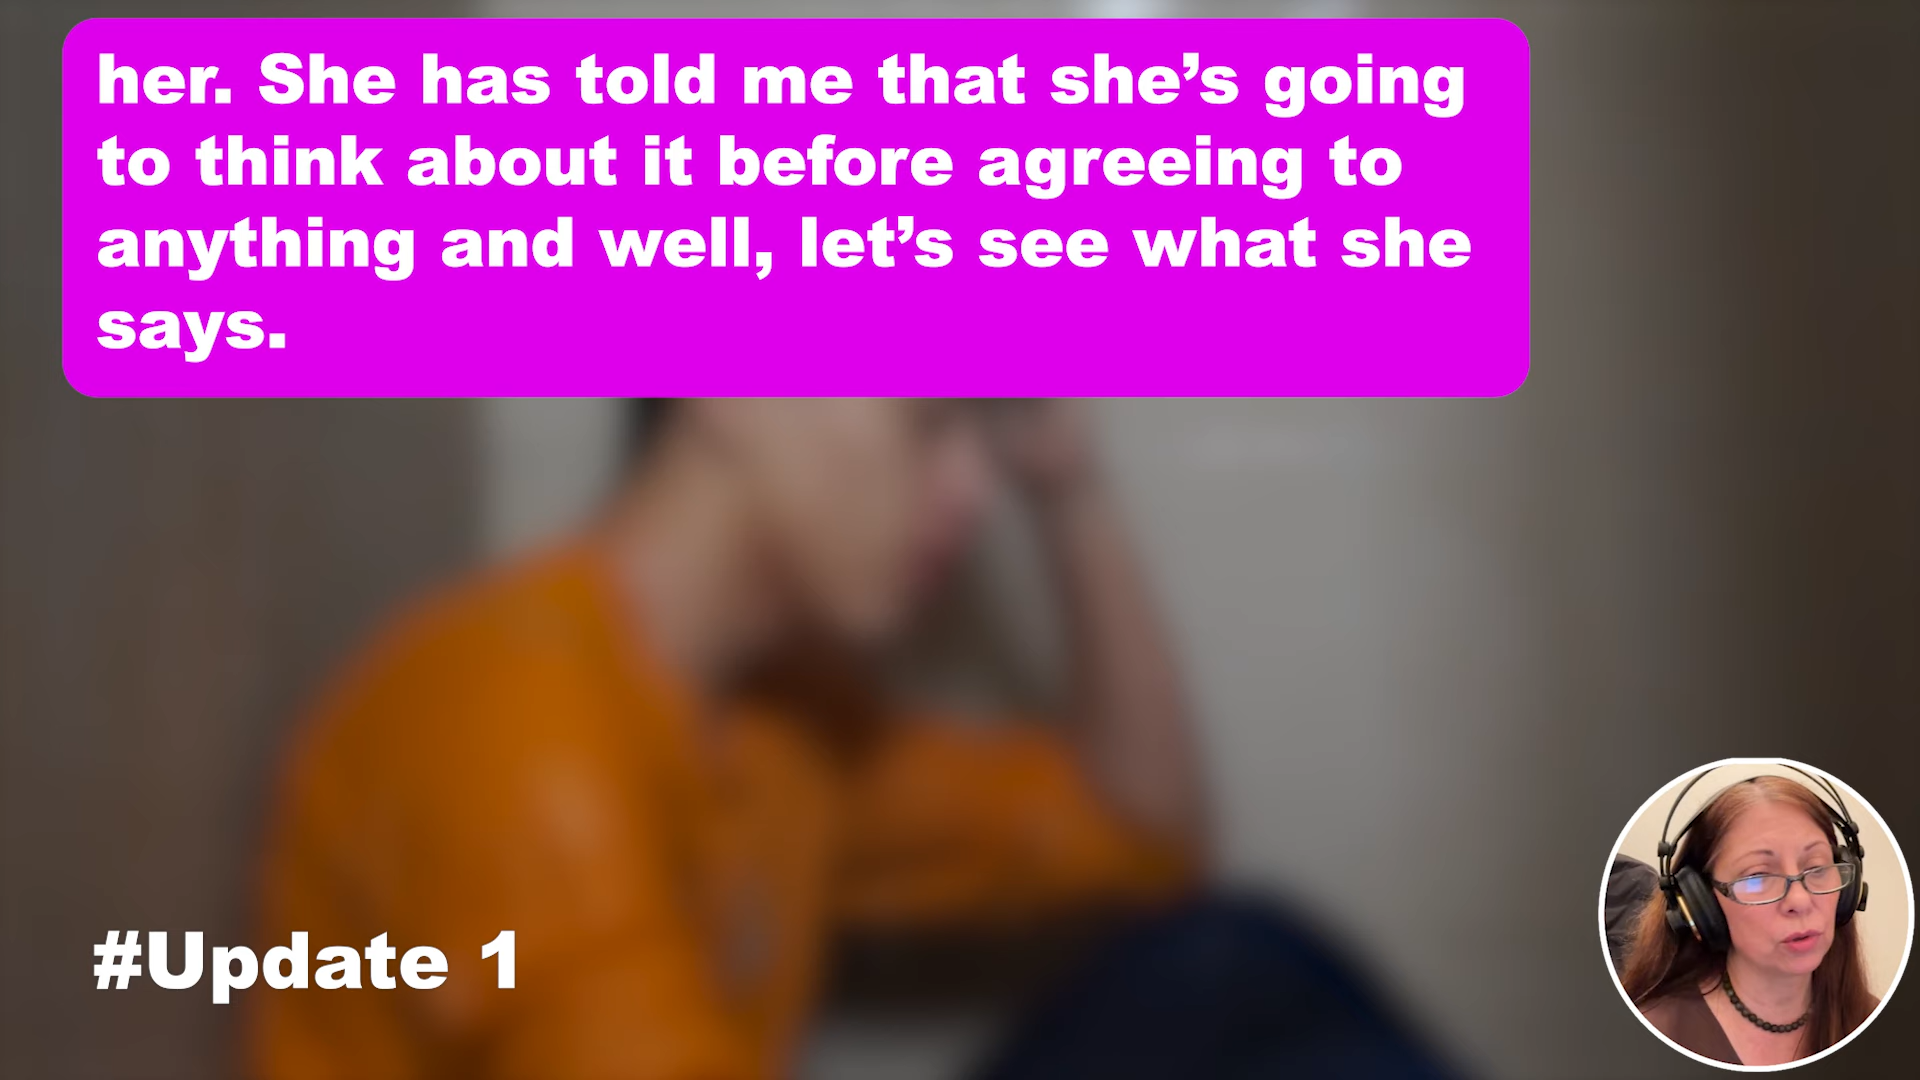 her. She has told me that she’s going
to think about it before agreeing to
anything and well, let’s see what she
says.
#Update 1